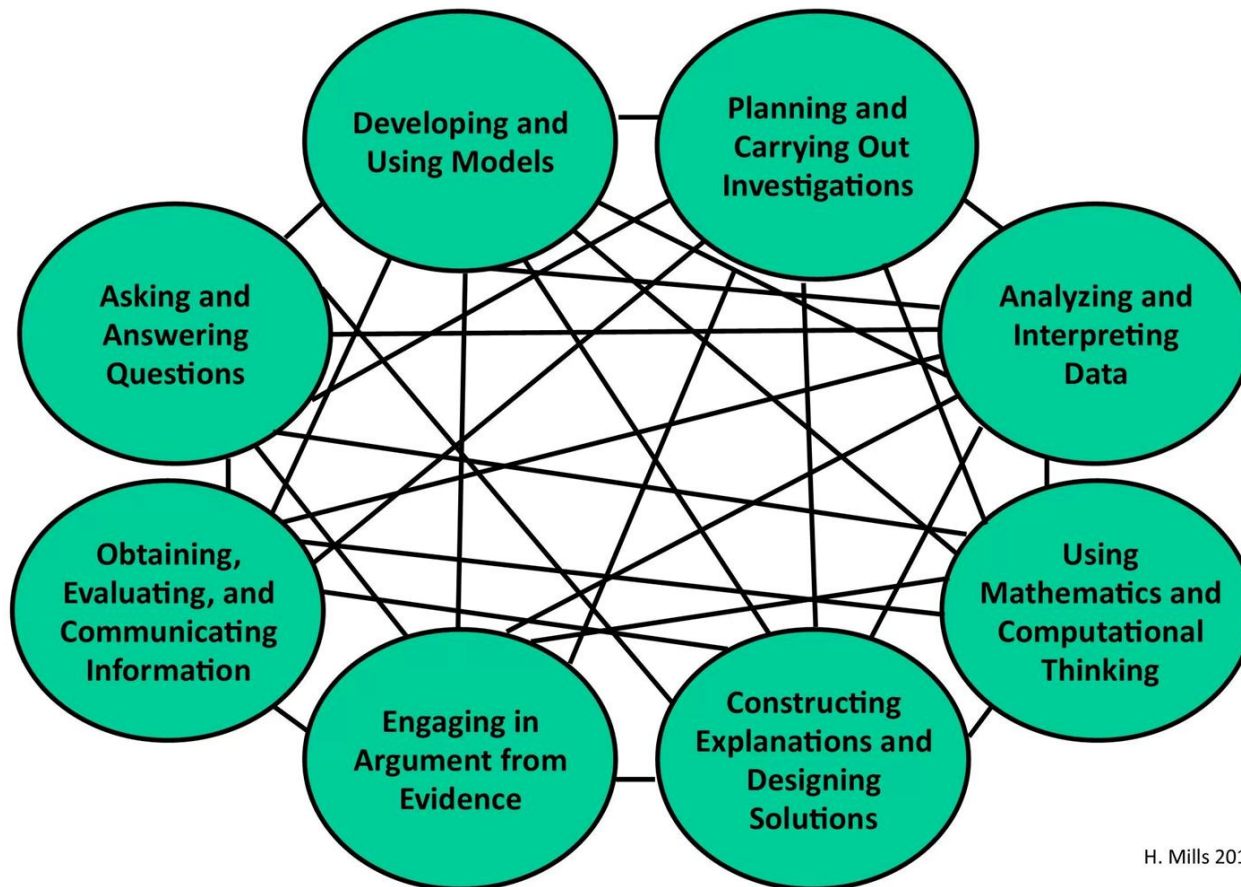 Developing and
Using Models
Planning and
Carrying Out
Investigations
Asking and
Answering
Questions
Analyzing and
Interpreting
Data
Obtaining,
Evaluating, and
Communicating
Information
Using
Mathematics and
Computational
Thinking
Engaging in
Argument from
Evidence
Constructing
Explanations and
Designing
Solutions
H. Mills 201